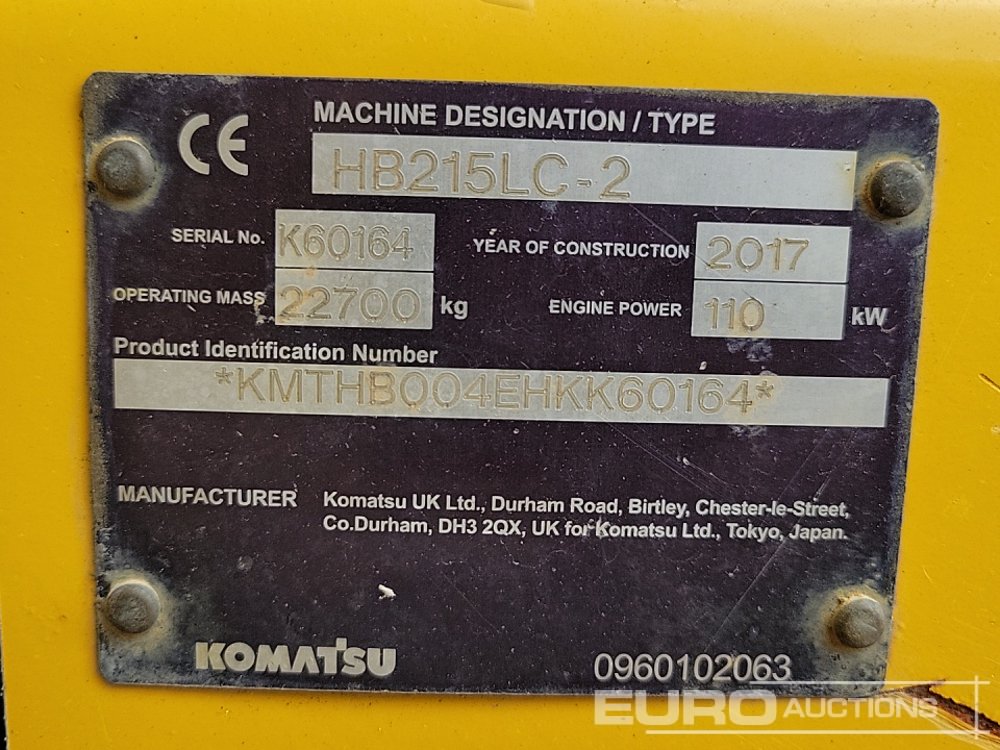 CE
MACHINE DESIGNATION / TYPE
HB215LC-2
SERIAL No. K60164 YEAR OF CONSTRUCTION 2017
OPERATING MASS 22700 kg ENGINE POWER 110 kW
Product Identification Number
*KMTHB004EHKK60164*
MANUFACTURER Komatsu UK Ltd., Durham Road, Birtley, Chester-le-Street,
Co.Durham, DH3 2QX, UK for Komatsu Ltd., Tokyo, Japan.
KOMATSU 0960102063
EURO AUCTIONS